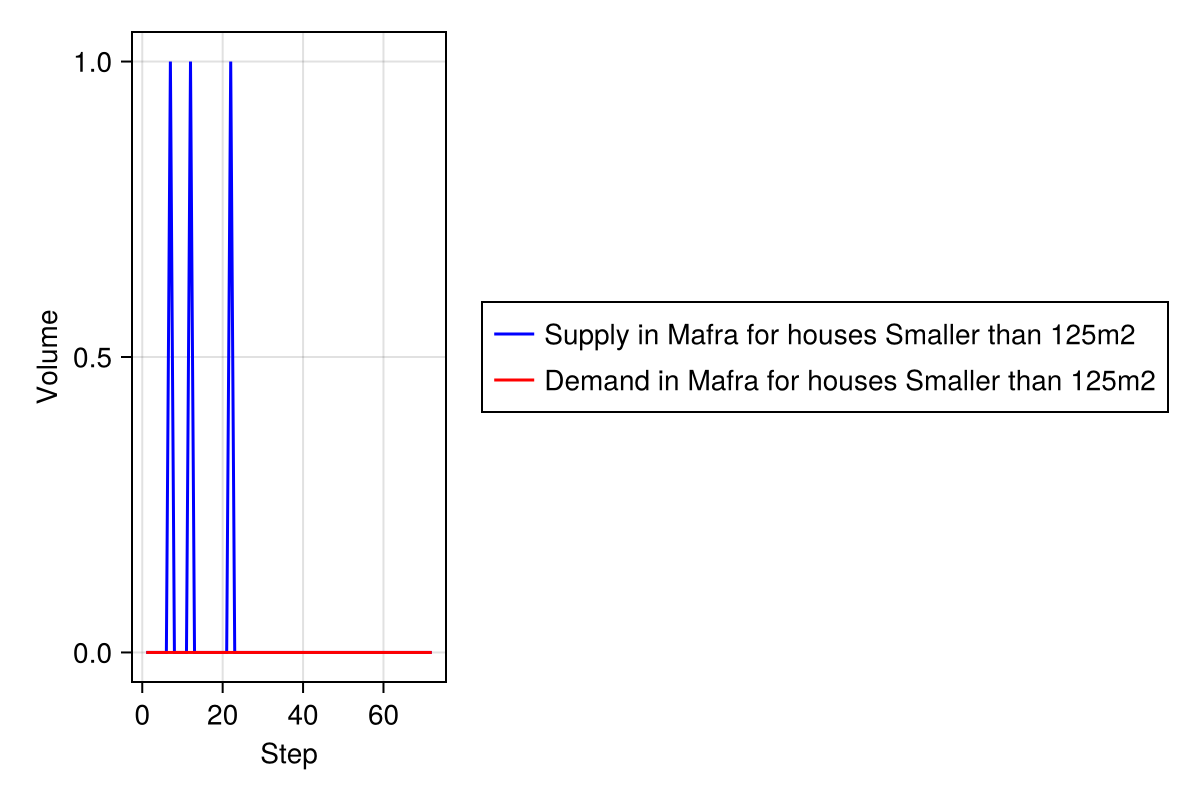 1.0
0.5
0.0
Volume
0 20 40 60
Step
Supply in Mafra for houses Smaller than 125m2
Demand in Mafra for houses Smaller than 125m2